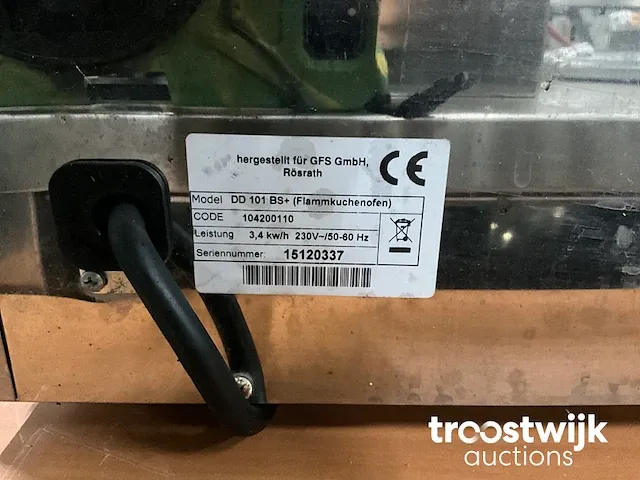 hergestellt für GFS GmbH,
Rösrath
CE
Model DD 101 BS+ (Flammkuchenofen)
CODE 104200110
Leistung 3,4 kw/h 230V~/50-60 Hz
Seriennummer: 15120337
troostwijk
auctions